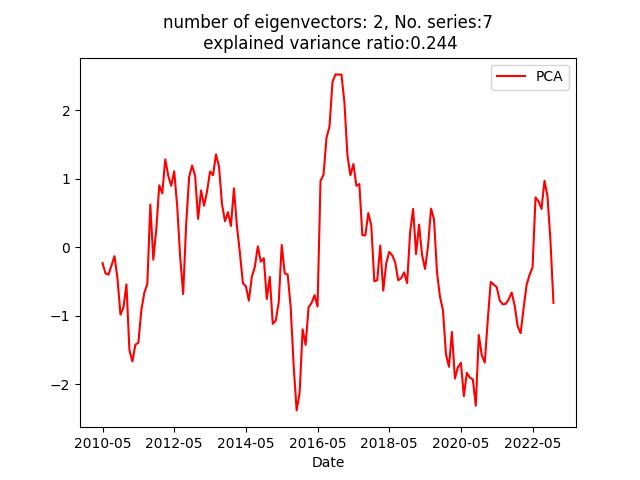 number of eigenvectors: 2, No. series:7
explained variance ratio:0.244
PCA
2
1
0
−1
−2
2010-05 2012-05 2014-05 2016-05 2018-05 2020-05 2022-05
Date